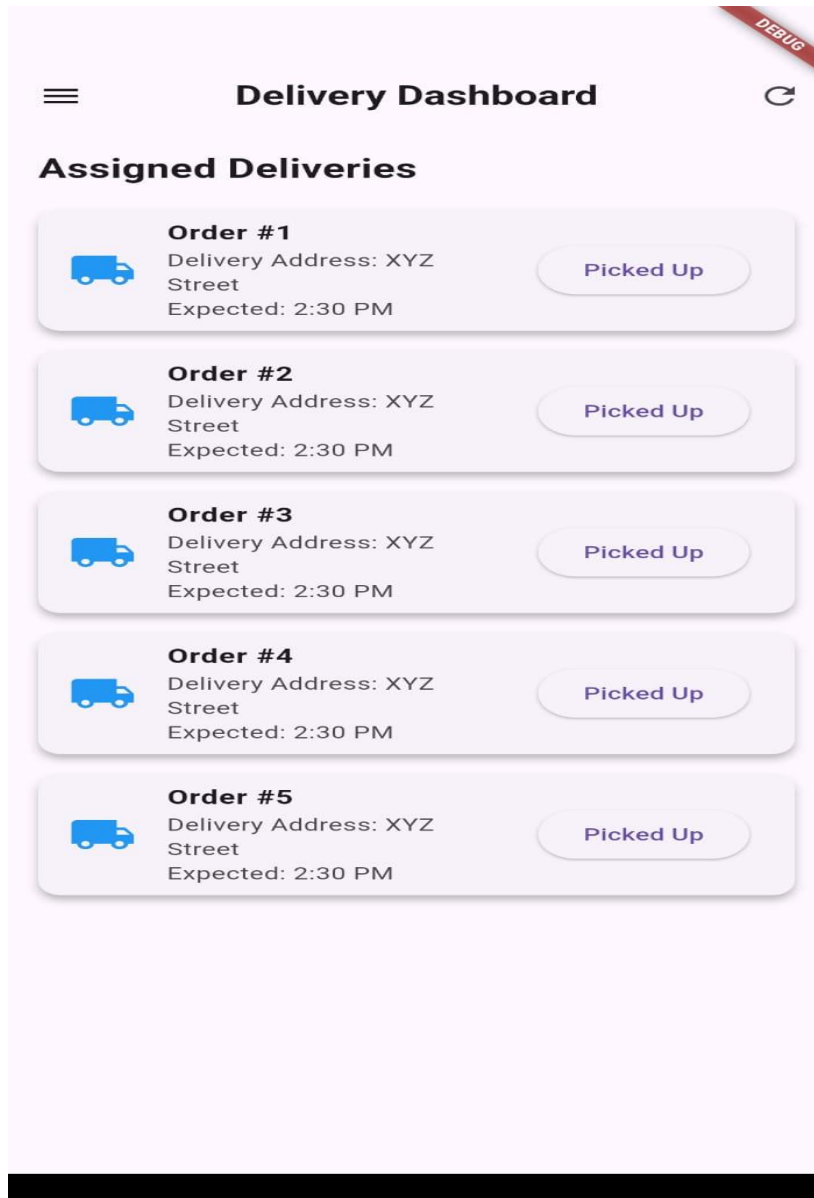 DEBUG
Delivery Dashboard
Assigned Deliveries
Order #1
Delivery Address: XYZ
Street
Expected: 2:30 PM
Picked Up
Order #2
Delivery Address: XYZ
Street
Expected: 2:30 PM
Picked Up
Order #3
Delivery Address: XYZ
Street
Expected: 2:30 PM
Picked Up
Order #4
Delivery Address: XYZ
Street
Expected: 2:30 PM
Picked Up
Order #5
Delivery Address: XYZ
Street
Expected: 2:30 PM
Picked Up